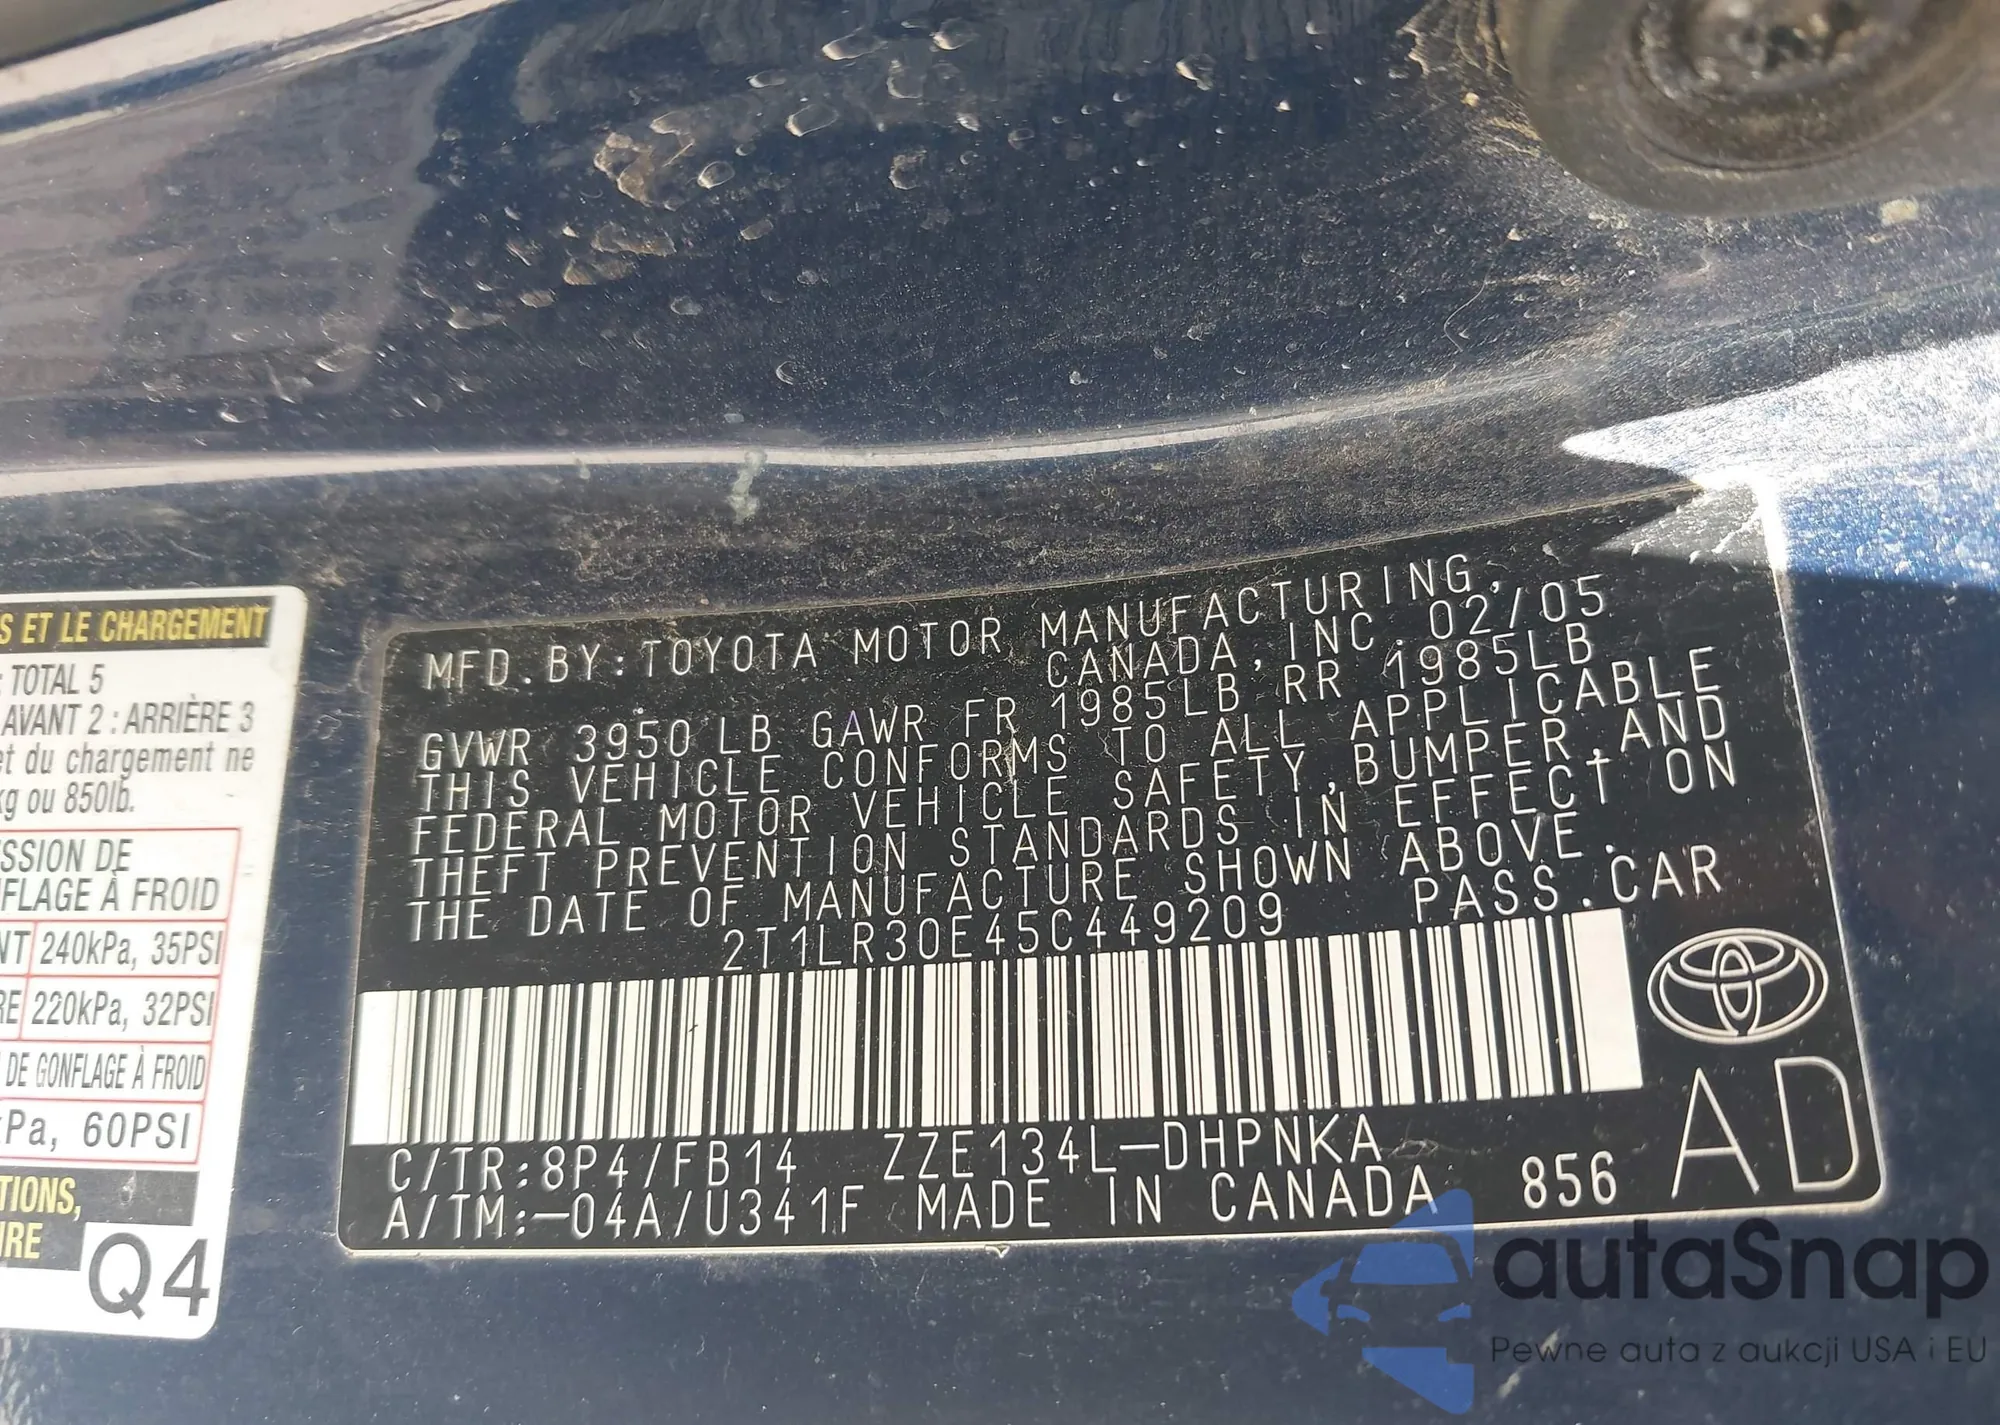 S ET LE CHARGEMENT
: TOTAL 5
AVANT 2 : ARRIÈRE 3
et du chargement ne
kg ou 850lb.
SSION DE
NFLAGE À FROID
NT 240kPa, 35PSI
RE 220kPa, 32PSI
DE GONFLAGE À FROID
kPa, 60PSI
TIONS,
IRE
Q4
MFD.BY:TOYOTA MOTOR MANUFACTURING,
CANADA,INC. 02/05
GVWR 3950LB GAWR FR 1985LB RR 1985LB
THIS VEHICLE CONFORMS TO ALL APPLICABLE
FEDERAL MOTOR VEHICLE SAFETY,BUMPER,AND
THEFT PREVENTION STANDARDS IN EFFECT ON
THE DATE OF MANUFACTURE SHOWN ABOVE.
2T1LR30E45C449209 PASS.CAR
C/TR:8P4/FB14 ZZE134L-DHPNKA
A/TM:-04A/U341F MADE IN CANADA 856
AD
autaSnap
Pewne auta z aukcji USA i EU